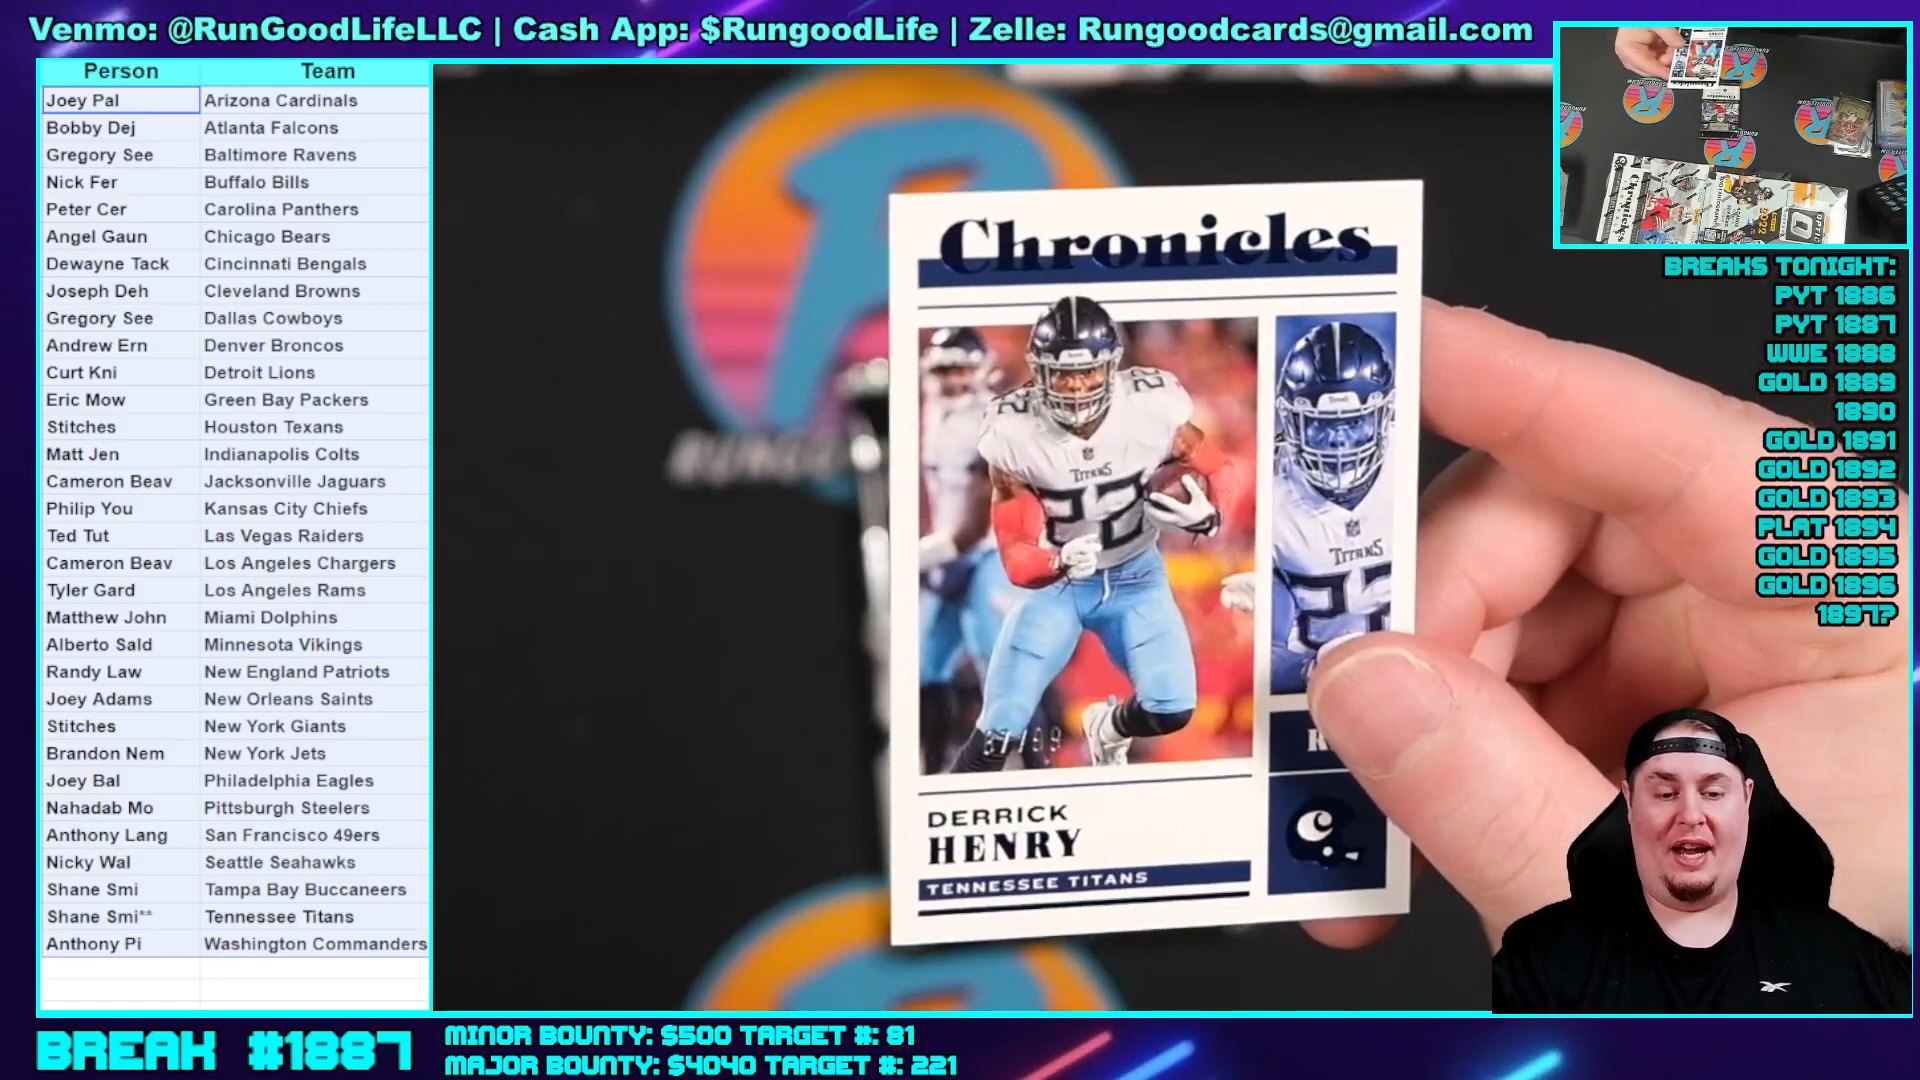 Venmo: @RunGoodLifeLLC | Cash App: $RungoodLife | Zelle: Rungoodcards@gmail.com
Person Team
Joey Pal Arizona Cardinals
Bobby Dej Atlanta Falcons
Gregory See Baltimore Ravens
Nick Fer Buffalo Bills
Peter Cer Carolina Panthers
Angel Gaun Chicago Bears
Dewayne Tack Cincinnati Bengals
Joseph Deh Cleveland Browns
Gregory See Dallas Cowboys
Andrew Ern Denver Broncos
Curt Kni Detroit Lions
Eric Mow Green Bay Packers
Stitches Houston Texans
Matt Jen Indianapolis Colts
Cameron Beav Jacksonville Jaguars
Philip You Kansas City Chiefs
Ted Tut Las Vegas Raiders
Cameron Beav Los Angeles Chargers
Tyler Gard Los Angeles Rams
Matthew John Miami Dolphins
Alberto Sald Minnesota Vikings
Randy Law New England Patriots
Joey Adams New Orleans Saints
Stitches New York Giants
Brandon Nem New York Jets
Joey Bal Philadelphia Eagles
Nahadab Mo Pittsburgh Steelers
Anthony Lang San Francisco 49ers
Nicky Wal Seattle Seahawks
Shane Smi Tampa Bay Buccaneers
Shane Smi** Tennessee Titans
Anthony Pi Washington Commanders
Chronicles
22
TITANS
22
TITANS
22
DERRICK
HENRY
TENNESSEE TITANS
BREAKS TONIGHT:
PYT 1886
PYT 1887
WWE 1888
GOLD 1889
1890
GOLD 1891
GOLD 1892
GOLD 1893
PLAT 1894
GOLD 1895
GOLD 1896
1897?
BREAK #1887
MINOR BOUNTY: $500 TARGET #: 81
MAJOR BOUNTY: $4040 TARGET #: 221